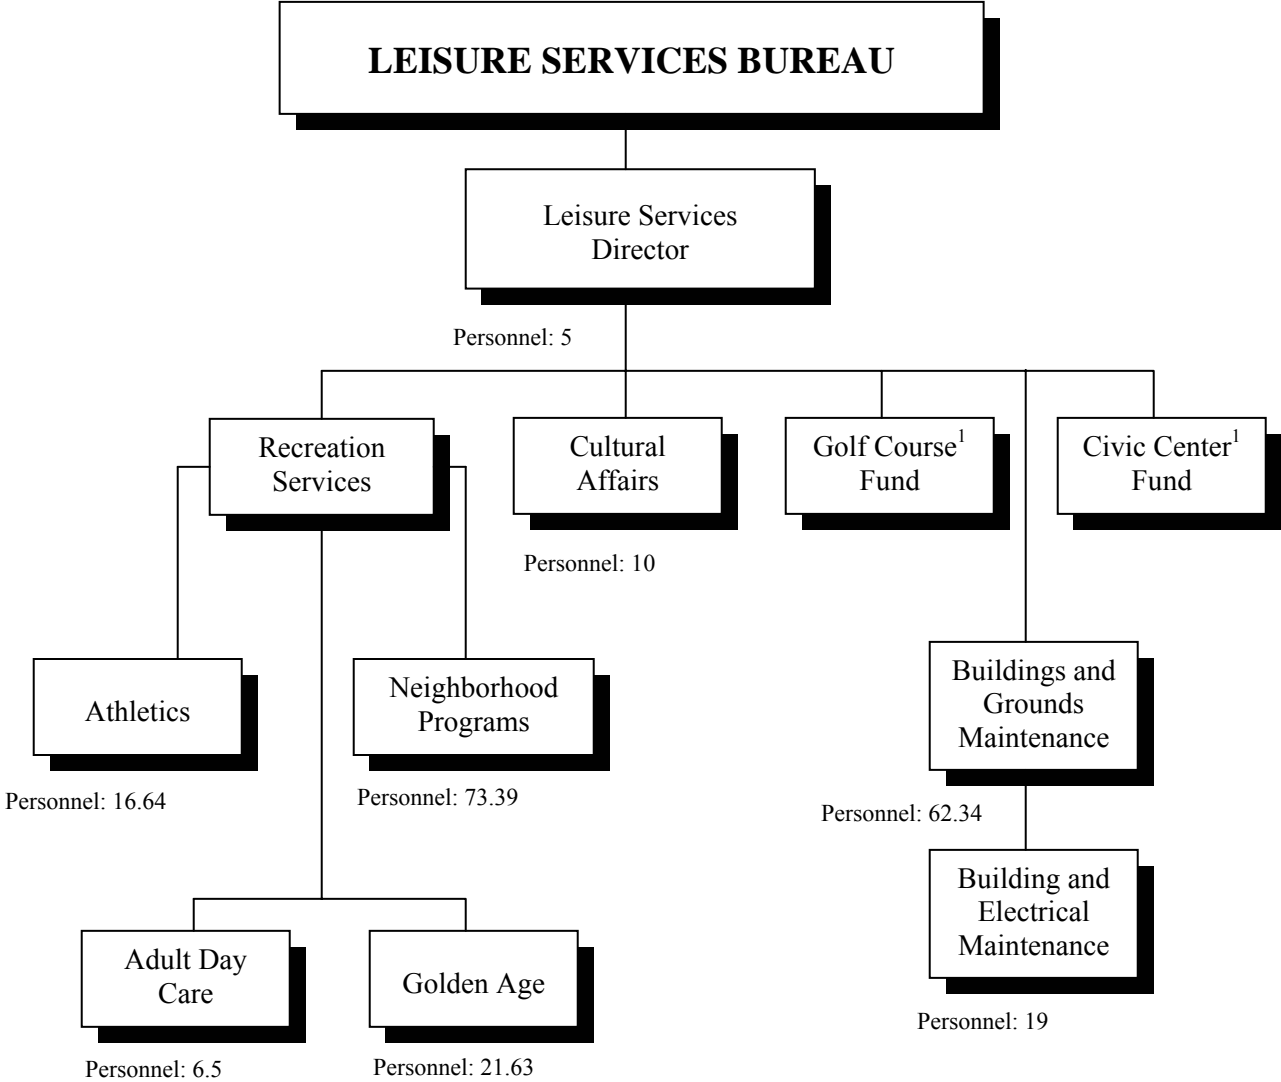 LEISURE SERVICES BUREAU
Leisure Services
Director
Personnel: 5
Recreation
Services
Cultural
Affairs
Personnel: 10
Golf Course¹
Fund
Civic Center¹
Fund
Athletics
Personnel: 16.64
Neighborhood
Programs
Personnel: 73.39
Buildings and
Grounds
Maintenance
Personnel: 62.34
Building and
Electrical
Maintenance
Personnel: 19
Adult Day
Care
Personnel: 6.5
Golden Age
Personnel: 21.63